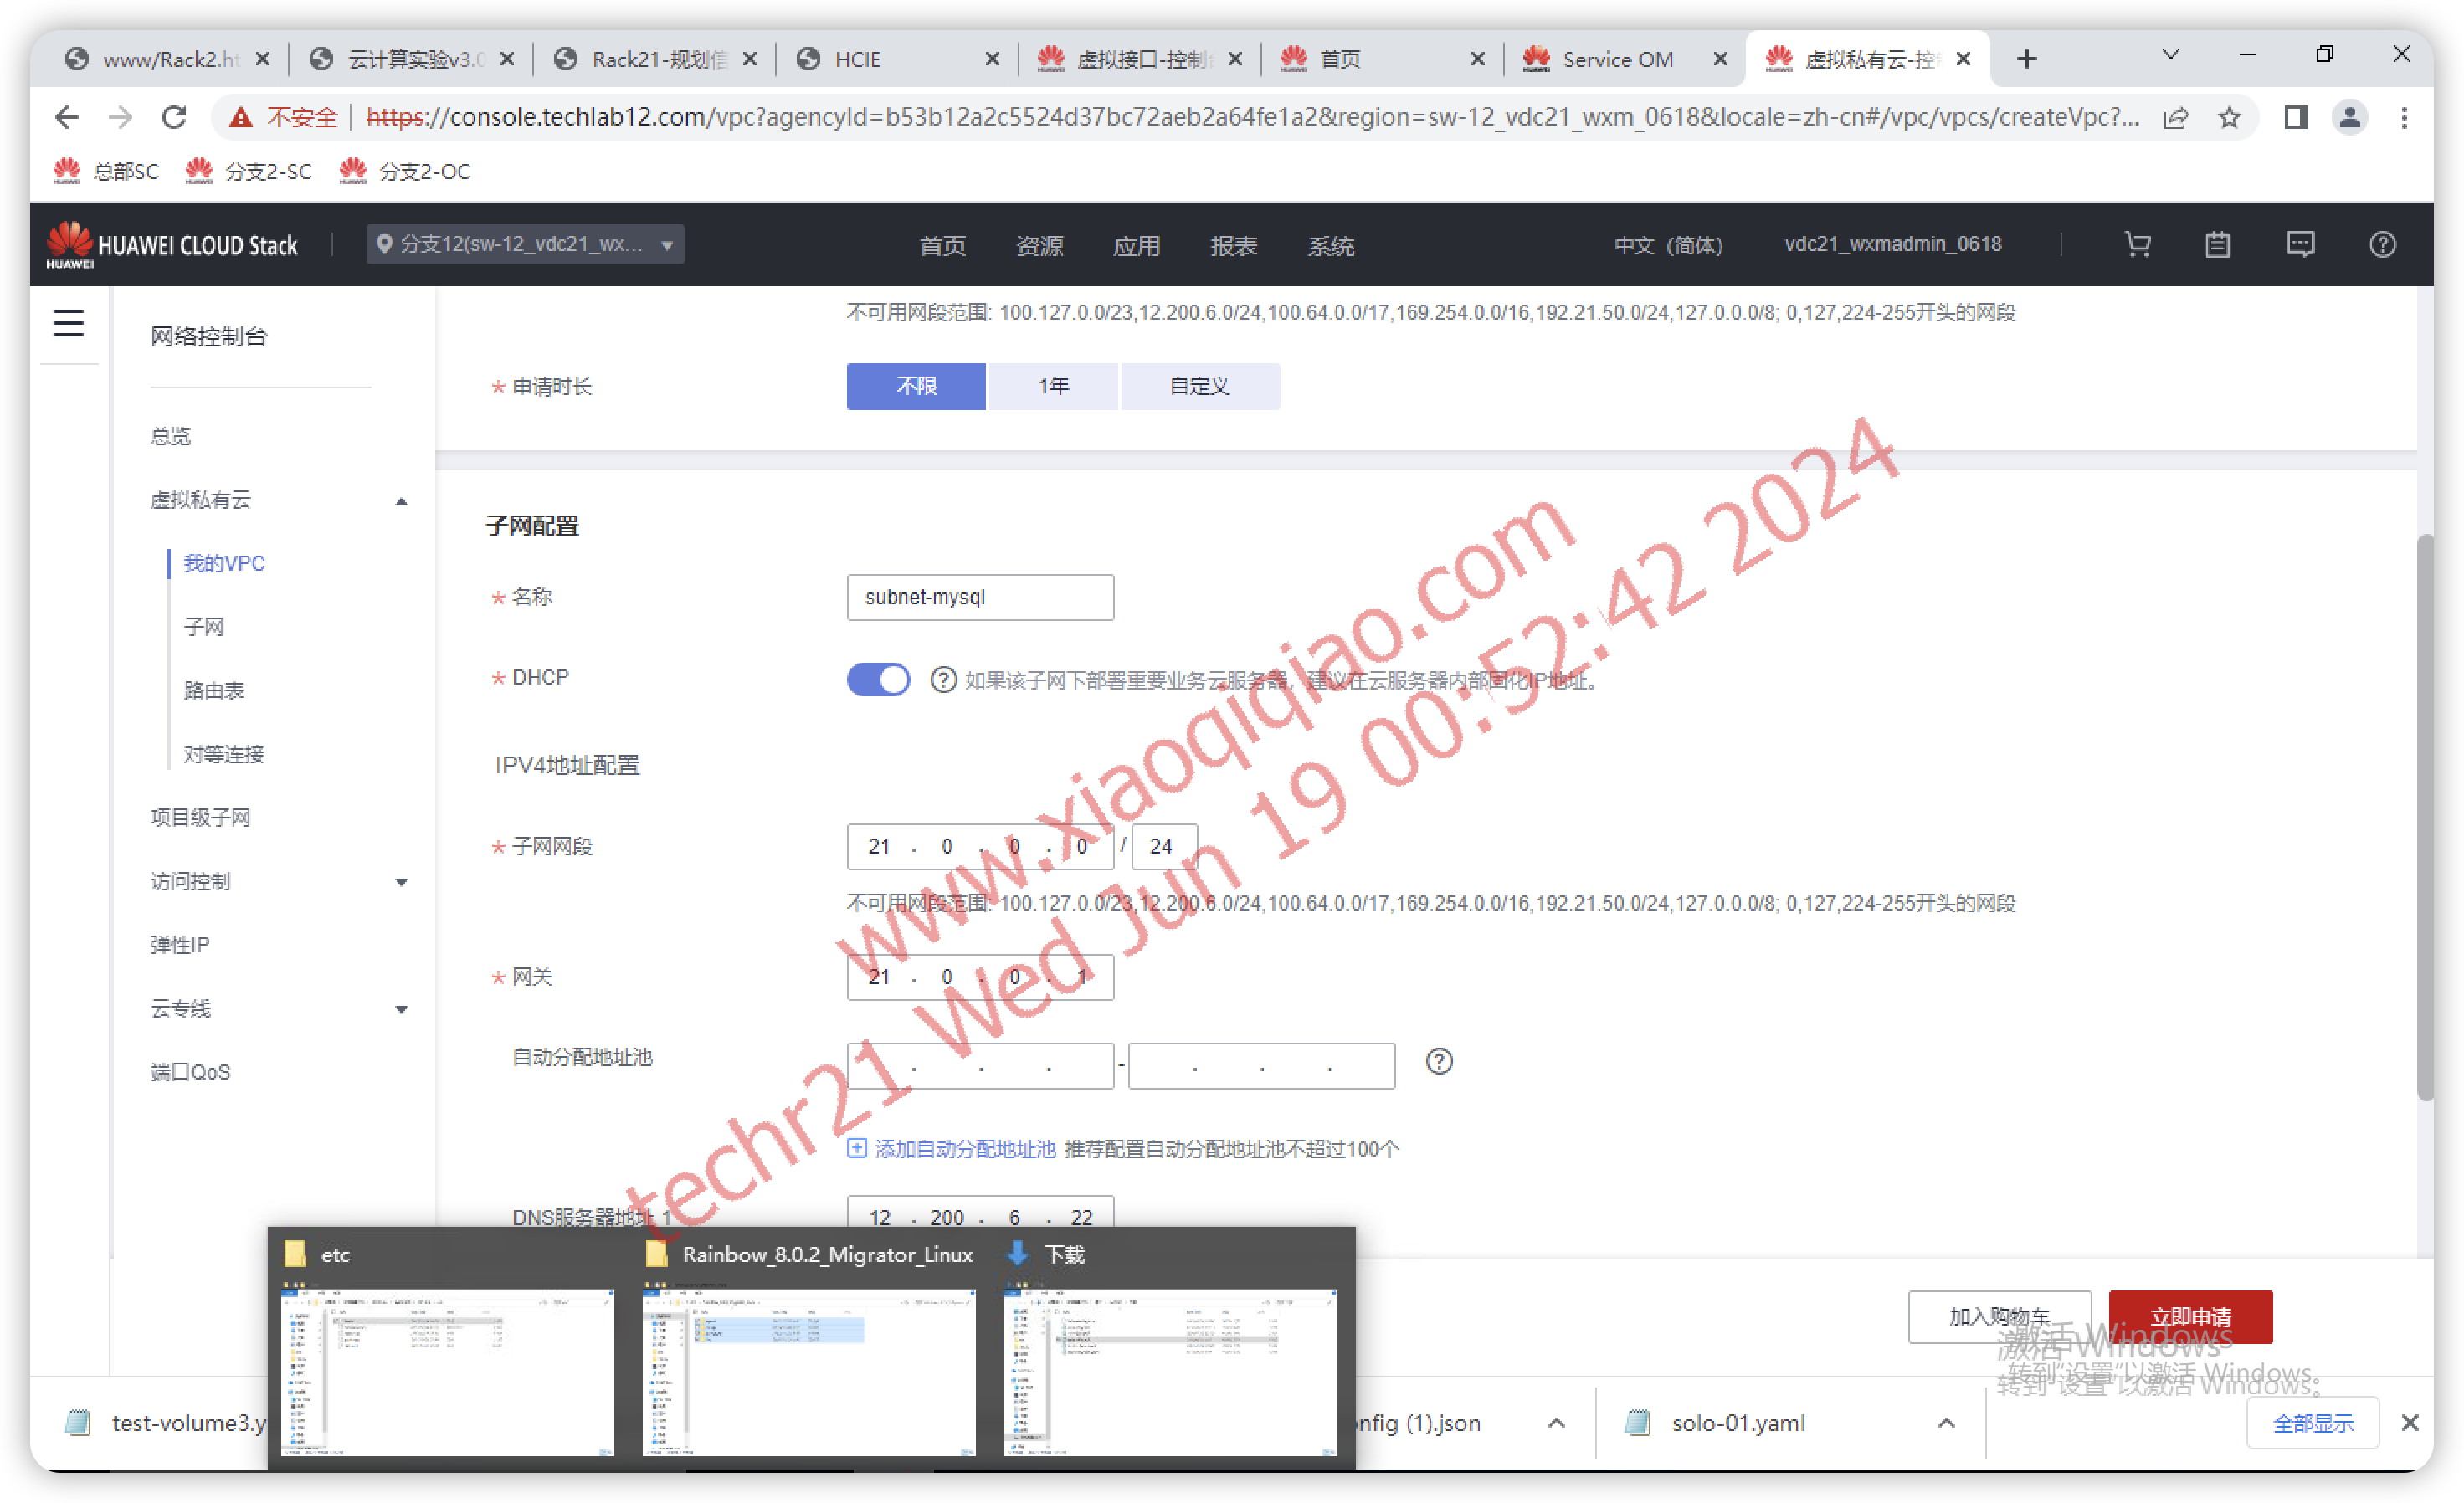 www/Rack2.ht
云计算实验v3.0
Rack21-规划信
HCIE
虚拟接口-控制台
首页
Service OM
虚拟私有云-控制
不安全
https://console.techlab12.com/vpc?agencyId=b53b12a2c5524d37bc72aeb2a64fe1a2&region=sw-12_vdc21_wxm_0618&locale=zh-cn#/vpc/vpcs/createVpc?...
总部SC
分支2-SC
分支2-OC
HUAWEI
HUAWEI CLOUD Stack
分支12(sw-12_vdc21_wx...
首页
资源
应用
报表
系统
中文（简体）
vdc21_wxmadmin_0618
网络控制台
总览
虚拟私有云
我的VPC
子网
路由表
对等连接
项目级子网
访问控制
弹性IP
云专线
端口QoS
不可用网段范围: 100.127.0.0/23,12.200.6.0/24,100.64.0.0/17,169.254.0.0/16,192.21.50.0/24,127.0.0.0/8; 0,127,224-255开头的网段
* 申请时长
不限
1年
自定义
子网配置
* 名称
subnet-mysql
* DHCP
如果该子网下部署重要业务云服务器，建议在云服务器内部固化IP地址。
IPV4地址配置
* 子网网段
21 . 0 . 0 . 0 / 24
不可用网段范围: 100.127.0.0/23,12.200.6.0/24,100.64.0.0/17,169.254.0.0/16,192.21.50.0/24,127.0.0.0/8; 0,127,224-255开头的网段
* 网关
21 . 0 . 0 . 1
自动分配地址池
. . . - . . .
添加自动分配地址池 推荐配置自动分配地址池不超过100个
DNS服务器地址 1
12 . 200 . 6 . 22
www.xiaoqiqiao.com
techr21 Wed Jun 19 00:52:42 2024
etc
Rainbow_8.0.2_Migrator_Linux
下载
加入购物车
立即申请
激活 Windows
转到"设置"以激活 Windows。
test-volume3.y
nfig (1).json
solo-01.yaml
全部显示